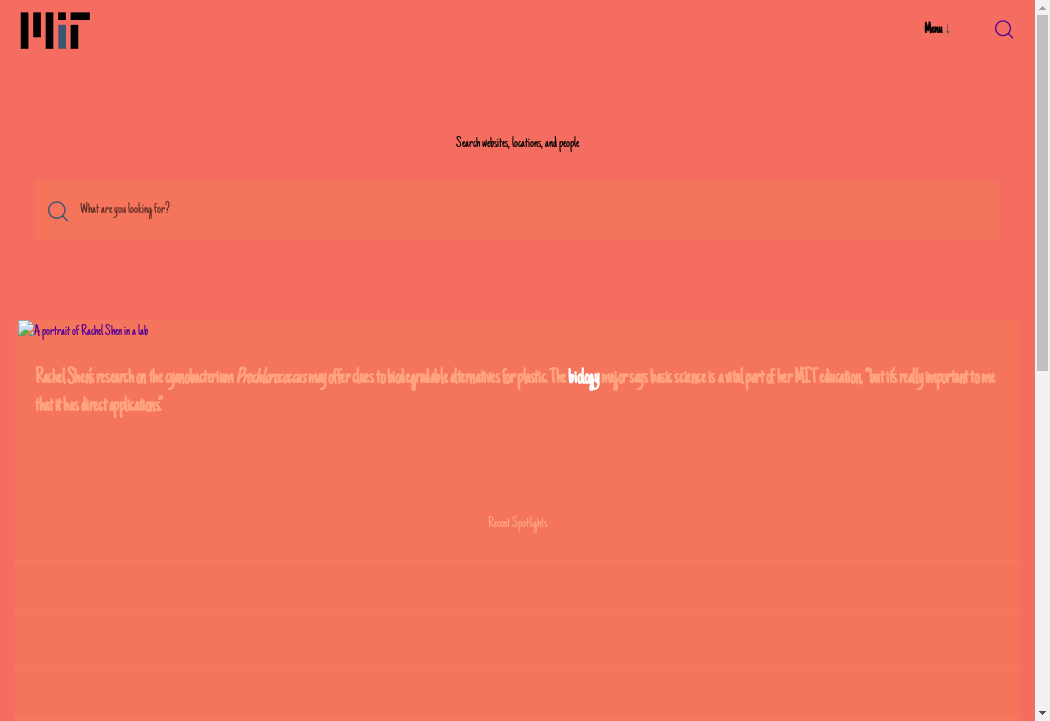 MIT
Menu ↓
Search websites, locations, and people
What are you looking for?
A portrait of Rachel Shen in a lab
Rachel Shen's research on the cyanobacterium Prochlorococcus may offer clues to biodegradable alternatives for plastic. The biology major says basic science is a vital part of her MIT education, “but it's really important to me
that it has direct applications.”
Recent Spotlights